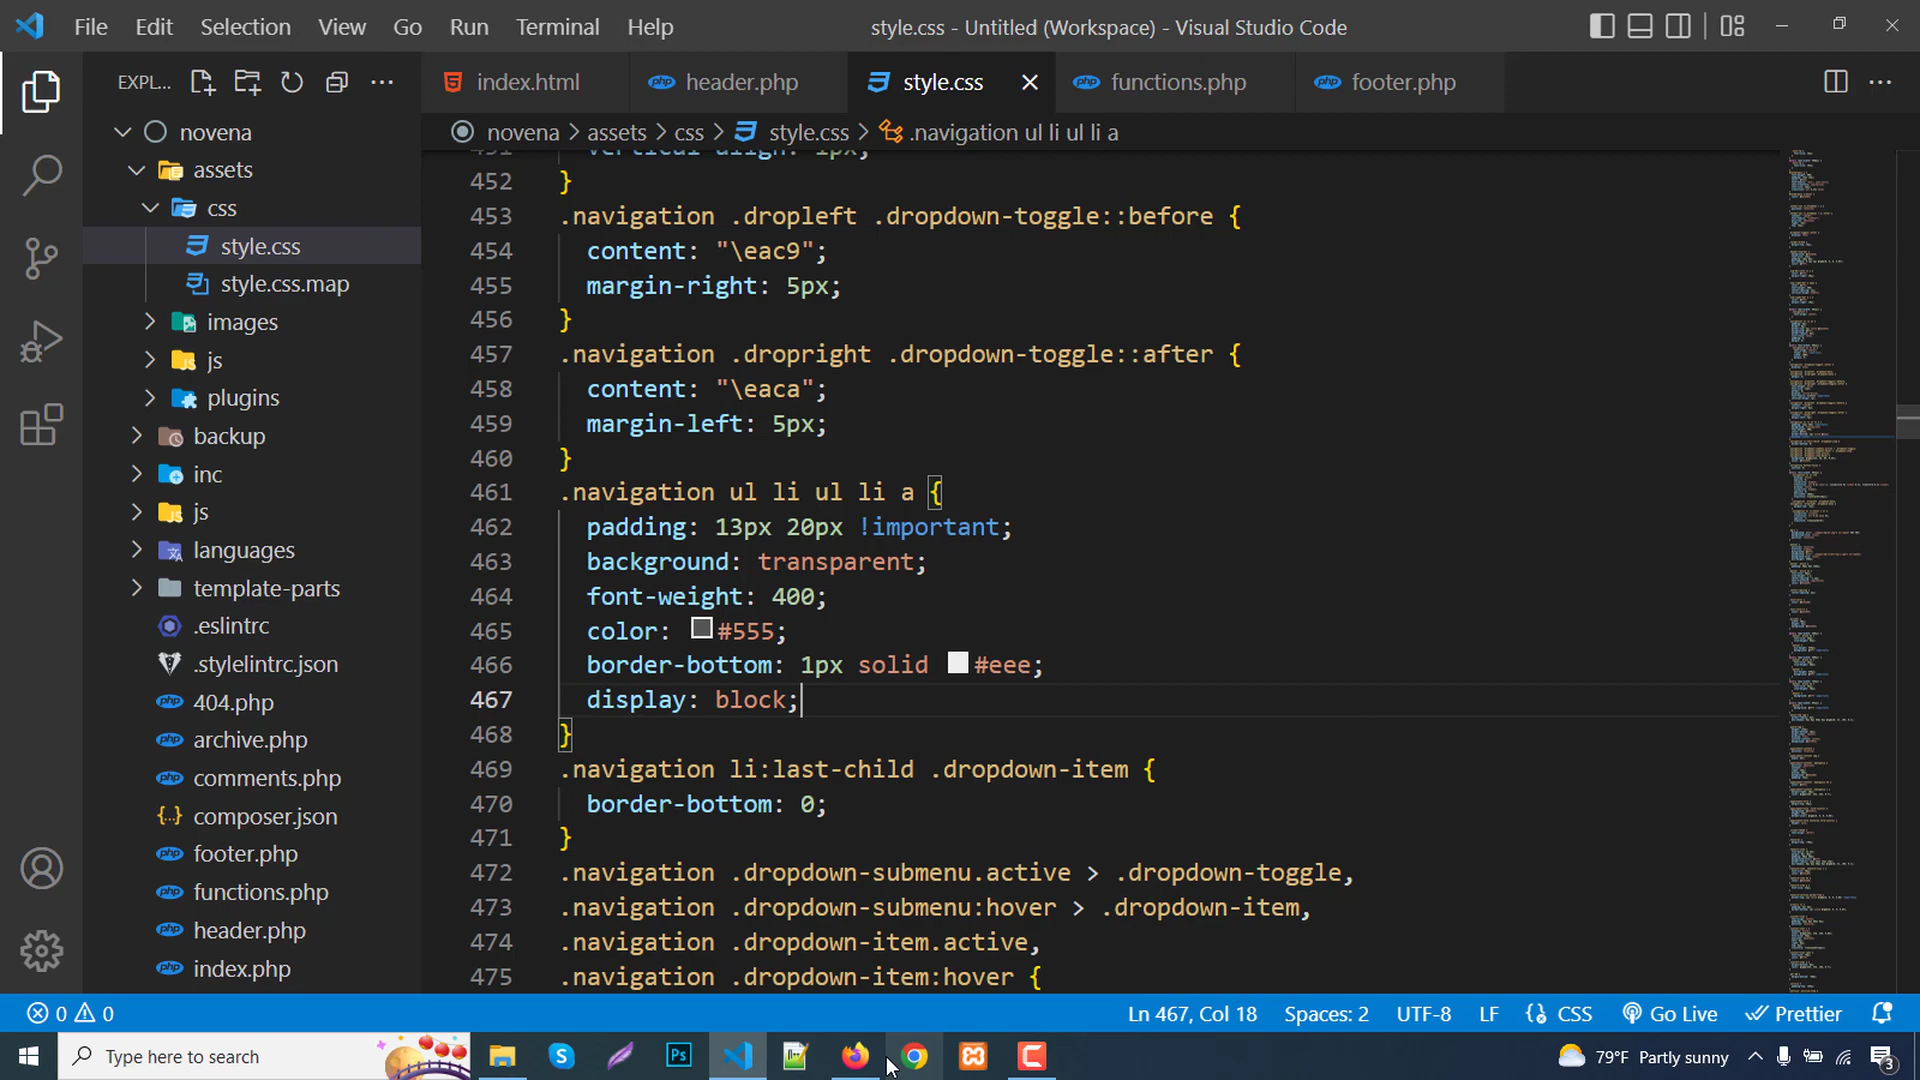 File Edit Selection View Go Run Terminal Help
style.css - Untitled (Workspace) - Visual Studio Code
EXPL...
index.html
header.php
style.css
functions.php
footer.php
novena > assets > css > style.css > .navigation ul li ul li a
novena
assets
css
style.css
style.css.map
images
js
plugins
backup
inc
js
languages
template-parts
.eslintrc
.stylelintrc.json
404.php
archive.php
comments.php
composer.json
footer.php
functions.php
header.php
index.php
451 vertical-align: 1px;
452 }
453 .navigation .dropleft .dropdown-toggle::before {
454 content: "\eac9";
455 margin-right: 5px;
456 }
457 .navigation .dropright .dropdown-toggle::after {
458 content: "\eaca";
459 margin-left: 5px;
460 }
461 .navigation ul li ul li a {
462 padding: 13px 20px !important;
463 background: transparent;
464 font-weight: 400;
465 color: #555;
466 border-bottom: 1px solid #eee;
467 display: block;
468 }
469 .navigation li:last-child .dropdown-item {
470 border-bottom: 0;
471 }
472 .navigation .dropdown-submenu.active > .dropdown-toggle,
473 .navigation .dropdown-submenu:hover > .dropdown-item,
474 .navigation .dropdown-item.active,
475 .navigation .dropdown-item:hover {
0 0
Ln 467, Col 18 Spaces: 2 UTF-8 LF CSS Go Live Prettier
Type here to search
79°F Partly sunny
3